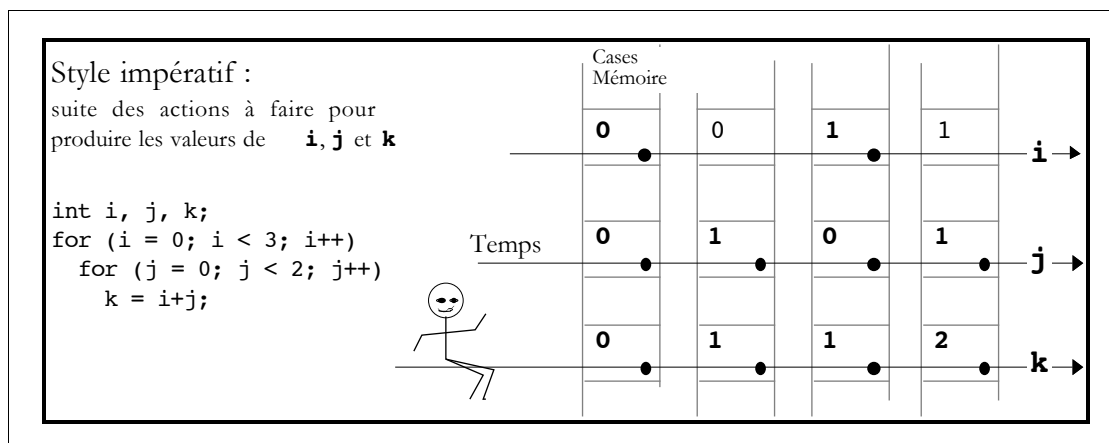 Style impératif :
suite des actions à faire pour
produire les valeurs de i, j et k
int i, j, k;
for (i = 0; i < 3; i++)
for (j = 0; j < 2; j++)
k = i+j;
Cases
Mémoire
0 0 1 1
i
Temps
0 1 0 1
j
0 1 1 2
k